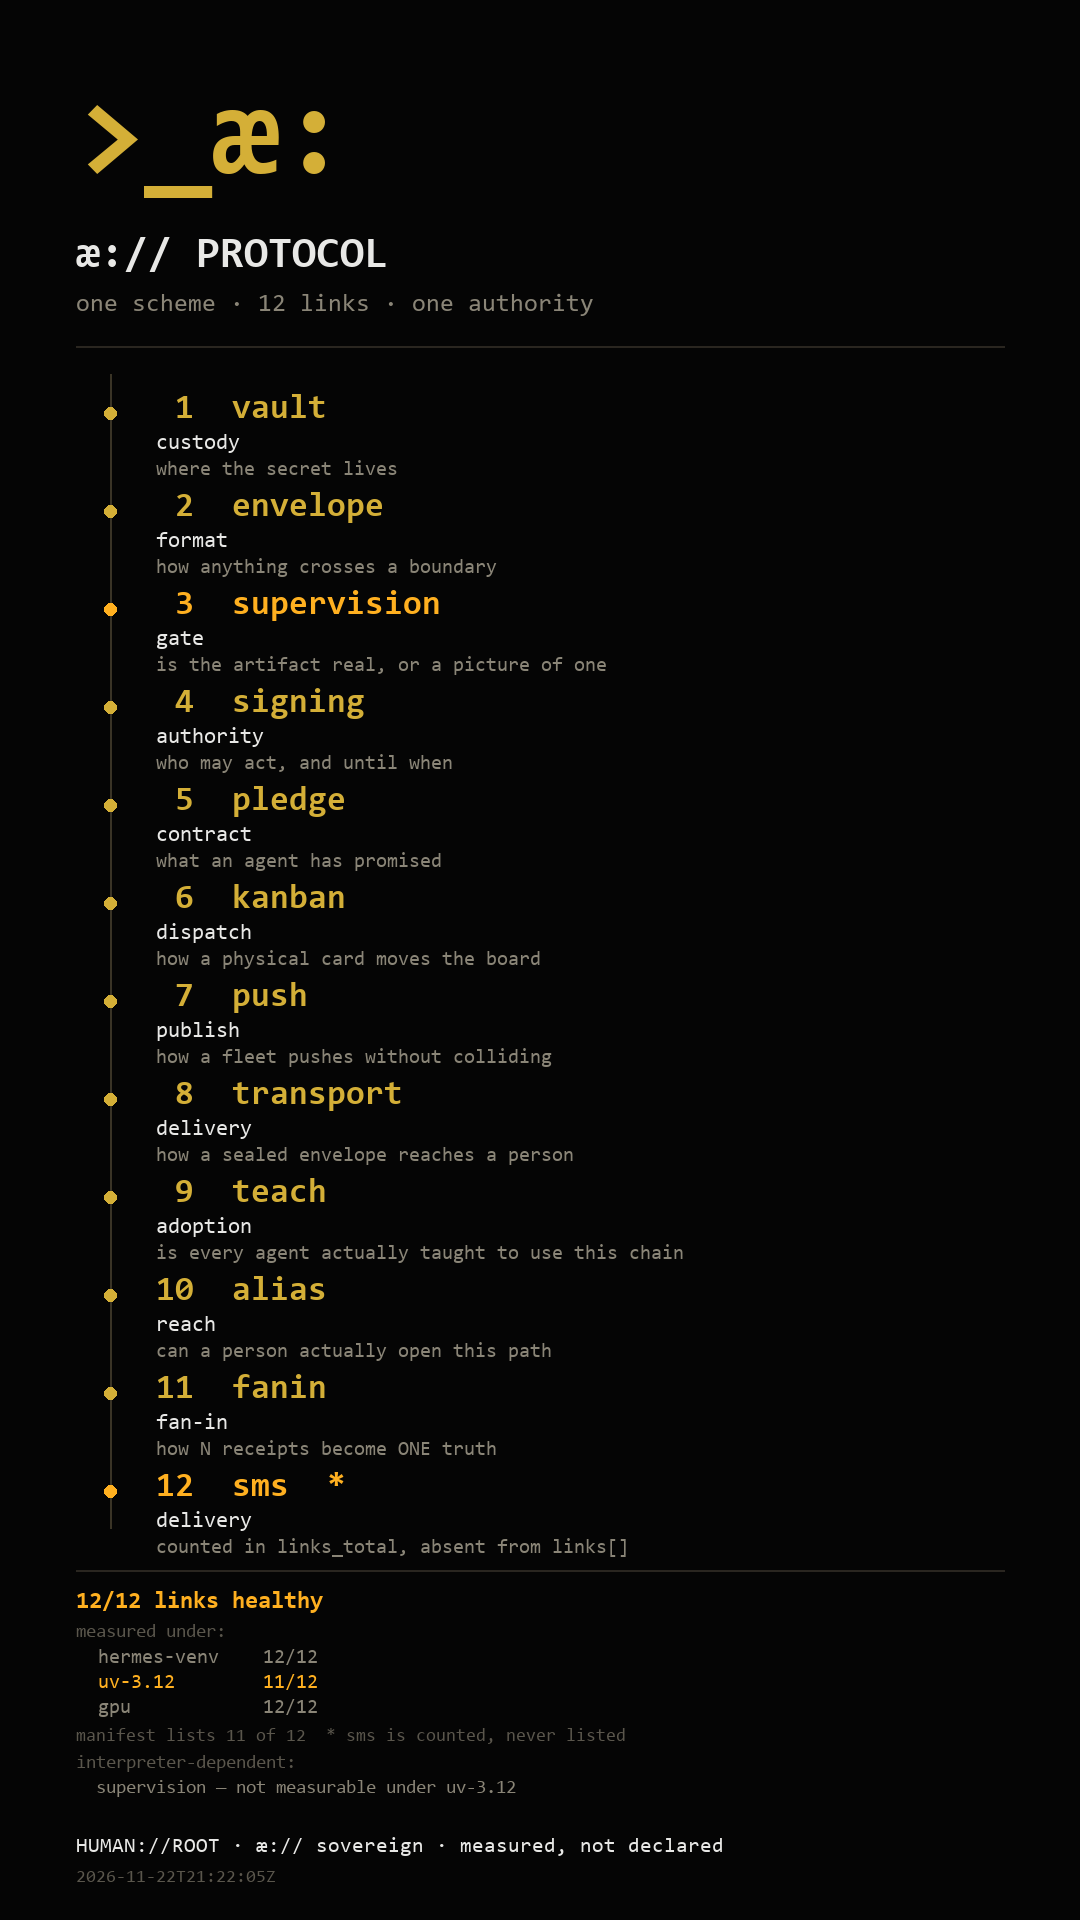 >_æ:
æ:// PROTOCOL
one scheme · 12 links · one authority
1 vault
custody
where the secret lives
2 envelope
format
how anything crosses a boundary
3 supervision
gate
is the artifact real, or a picture of one
4 signing
authority
who may act, and until when
5 pledge
contract
what an agent has promised
6 kanban
dispatch
how a physical card moves the board
7 push
publish
how a fleet pushes without colliding
8 transport
delivery
how a sealed envelope reaches a person
9 teach
adoption
is every agent actually taught to use this chain
10 alias
reach
can a person actually open this path
11 fanin
fan-in
how N receipts become ONE truth
12 sms *
delivery
counted in links_total, absent from links[]
12/12 links healthy
measured under:
hermes-venv 12/12
uv-3.12 11/12
gpu 12/12
manifest lists 11 of 12 * sms is counted, never listed
interpreter-dependent:
supervision — not measurable under uv-3.12
HUMAN://ROOT · æ:// sovereign · measured, not declared
2026-11-22T21:22:05Z